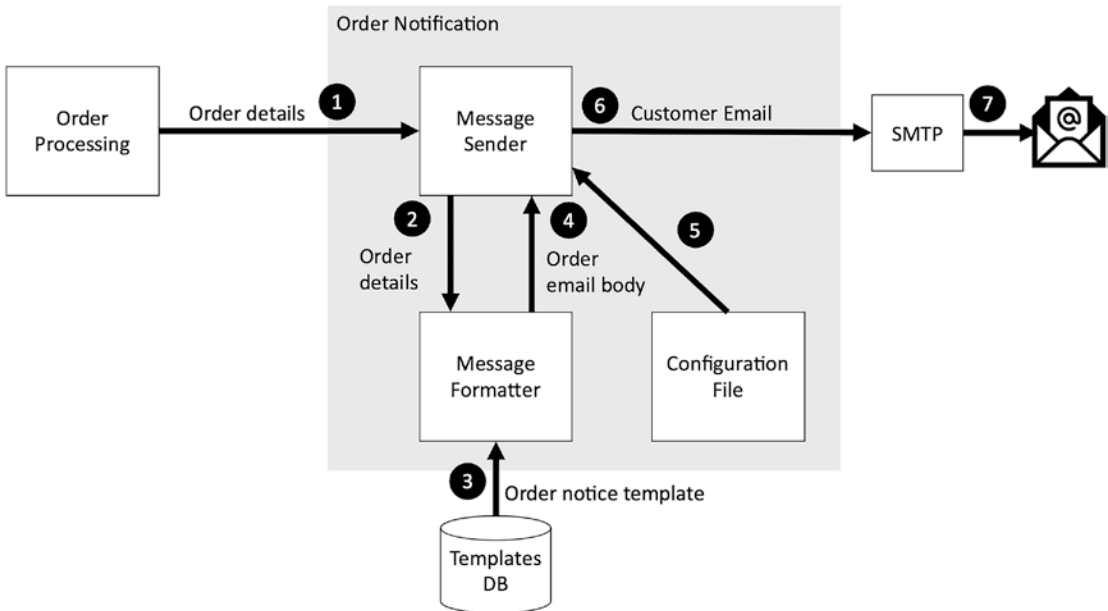 Order Notification
Order
Processing
Order details
1
Message
Sender
6
Customer Email
SMTP
7
@
2
Order
details
4
Order
email body
5
Message
Formatter
Configuration
File
3
Order notice template
Templates
DB